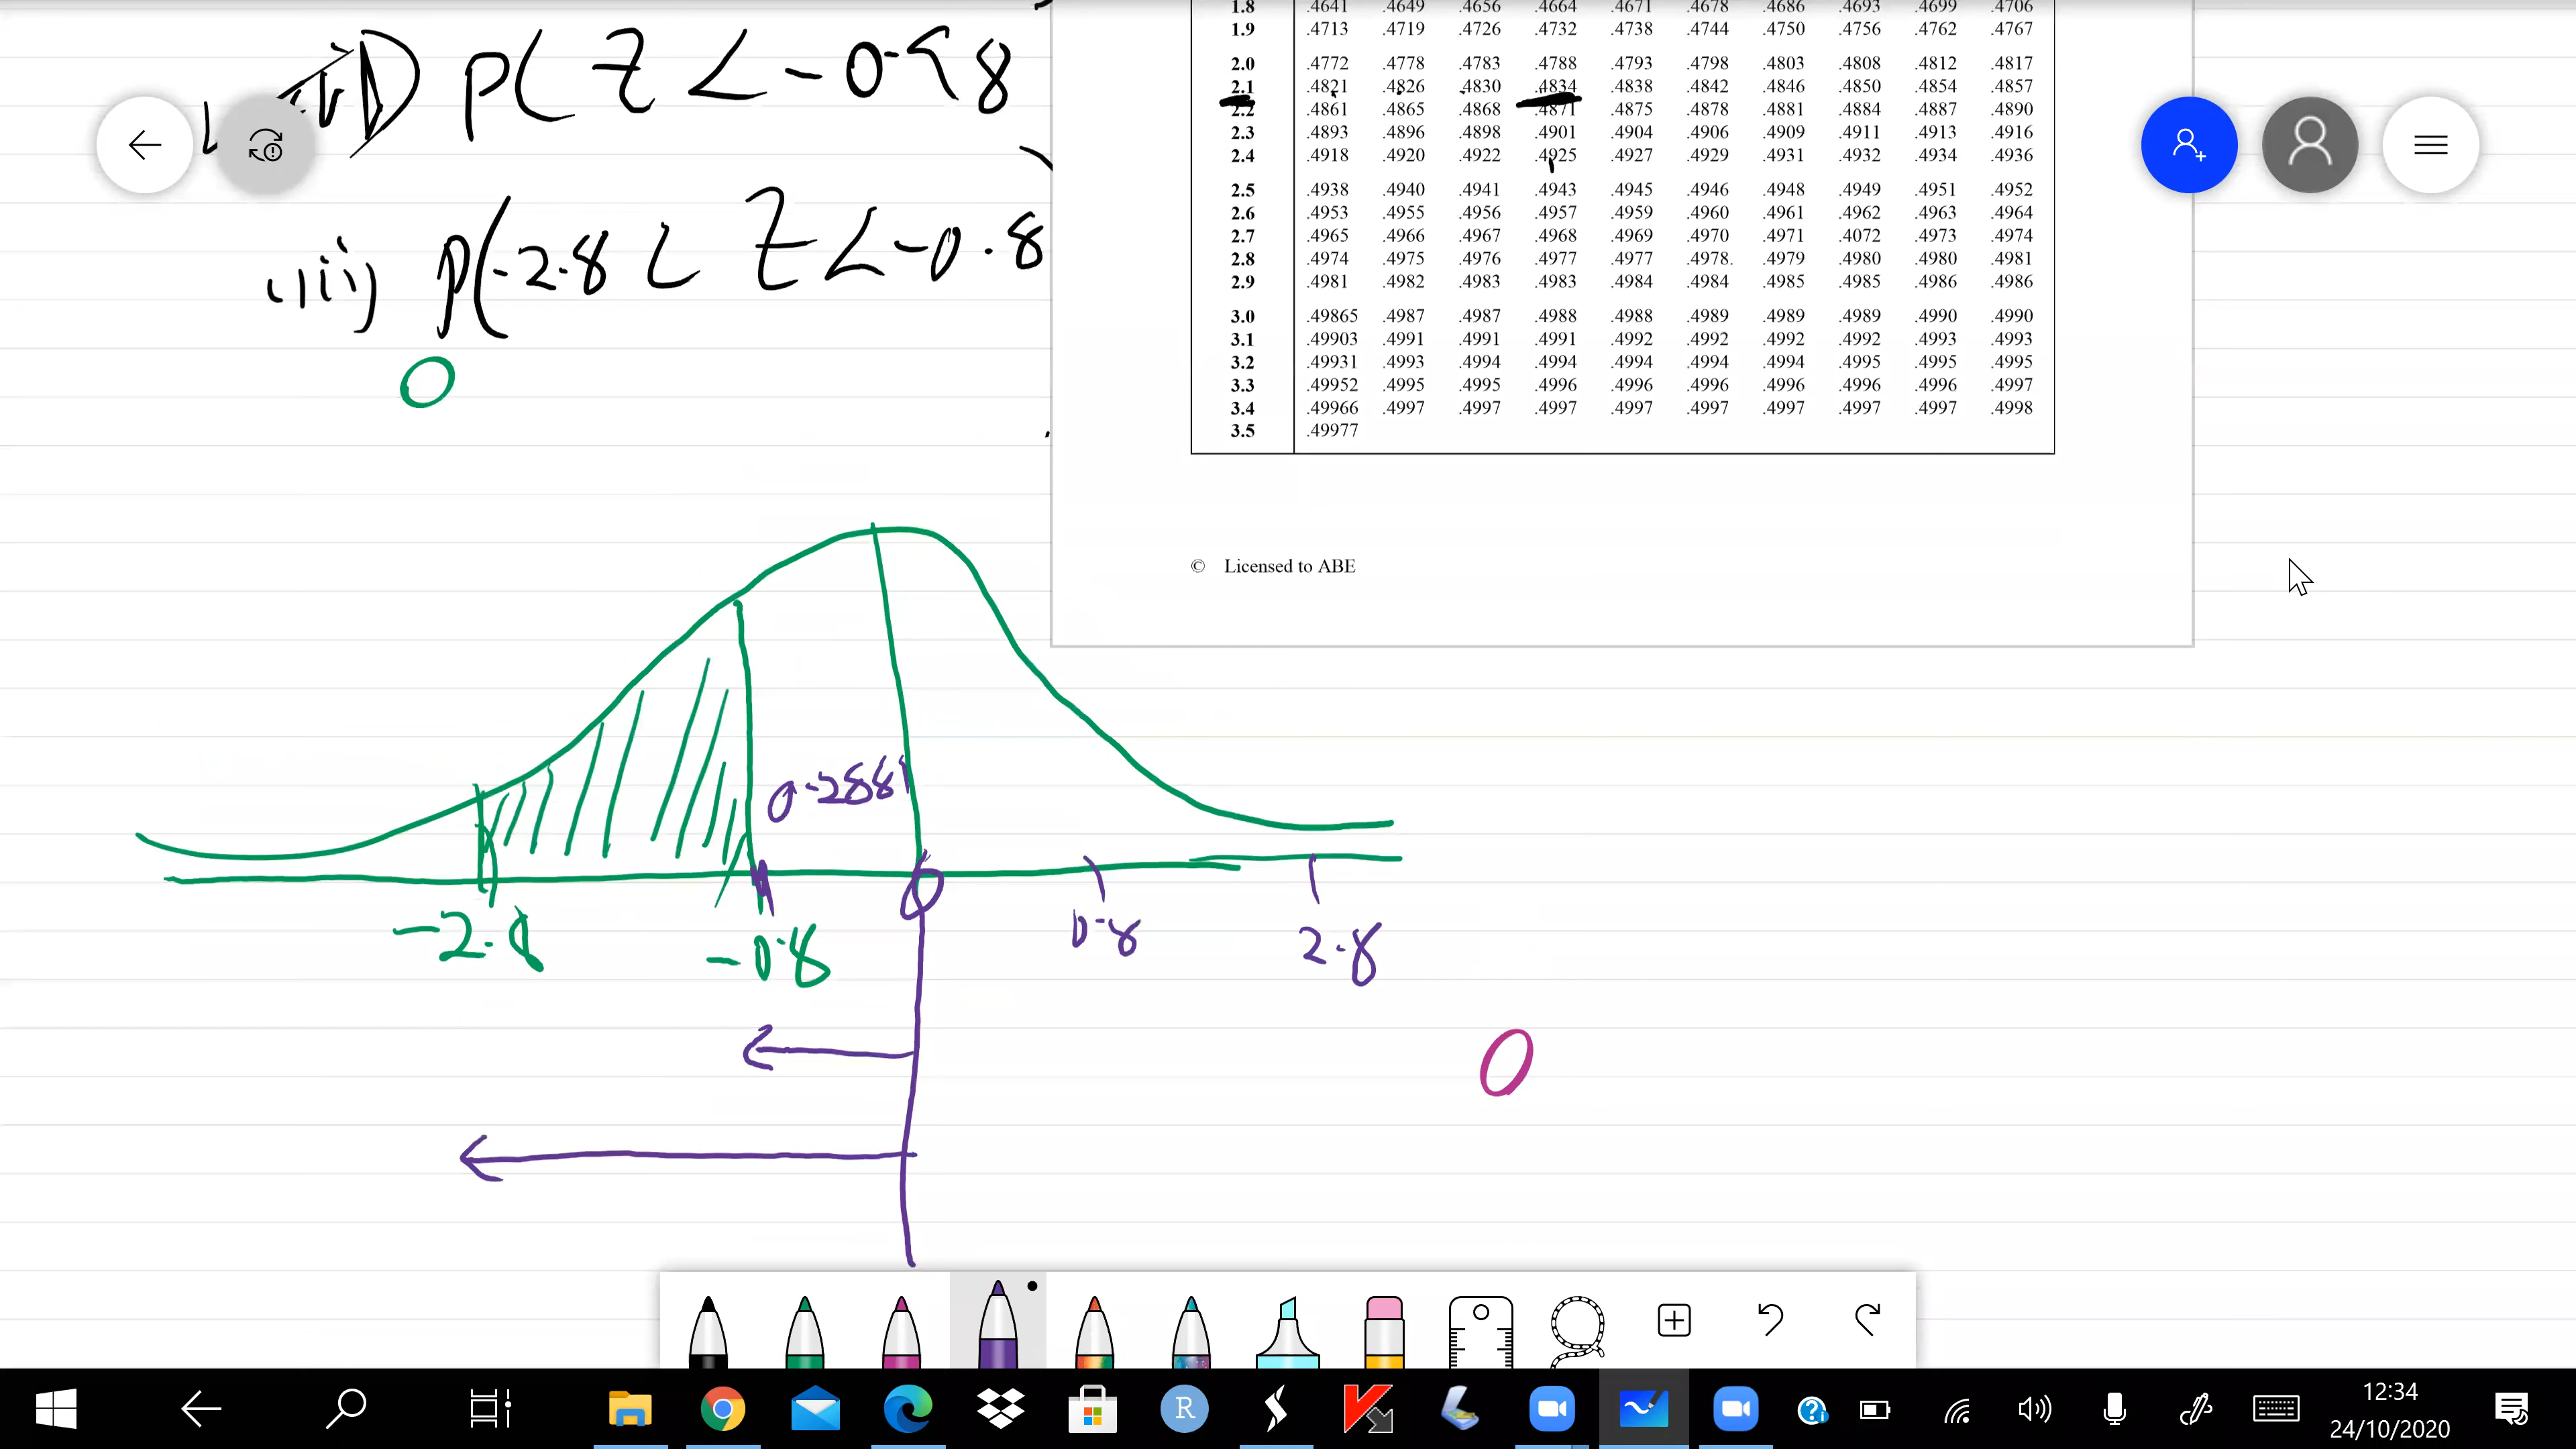 ii) P( Z < -0.98
iii) P(-2.8 < Z < -0.8
1.8 .4641 .4649 .4656 .4664 .4671 .4678 .4686 .4693 .4699 .4706
1.9 .4713 .4719 .4726 .4732 .4738 .4744 .4750 .4756 .4762 .4767
2.0 .4772 .4778 .4783 .4788 .4793 .4798 .4803 .4808 .4812 .4817
2.1 .4821 .4826 .4830 .4834 .4838 .4842 .4846 .4850 .4854 .4857
2.2 .4861 .4865 .4868 .4871 .4875 .4878 .4881 .4884 .4887 .4890
2.3 .4893 .4896 .4898 .4901 .4904 .4906 .4909 .4911 .4913 .4916
2.4 .4918 .4920 .4922 .4925 .4927 .4929 .4931 .4932 .4934 .4936
2.5 .4938 .4940 .4941 .4943 .4945 .4946 .4948 .4949 .4951 .4952
2.6 .4953 .4955 .4956 .4957 .4959 .4960 .4961 .4962 .4963 .4964
2.7 .4965 .4966 .4967 .4968 .4969 .4970 .4971 .4072 .4973 .4974
2.8 .4974 .4975 .4976 .4977 .4977 .4978. .4979 .4980 .4980 .4981
2.9 .4981 .4982 .4983 .4983 .4984 .4984 .4985 .4985 .4986 .4986
3.0 .49865 .4987 .4987 .4988 .4988 .4989 .4989 .4989 .4990 .4990
3.1 .49903 .4991 .4991 .4991 .4992 .4992 .4992 .4992 .4993 .4993
3.2 .49931 .4993 .4994 .4994 .4994 .4994 .4994 .4995 .4995 .4995
3.3 .49952 .4995 .4995 .4996 .4996 .4996 .4996 .4996 .4996 .4997
3.4 .49966 .4997 .4997 .4997 .4997 .4997 .4997 .4997 .4997 .4998
3.5 .49977
© Licensed to ABE
0
0.2881
0
-2.8 -0.8 0.8 2.8
0
12:34
24/10/2020